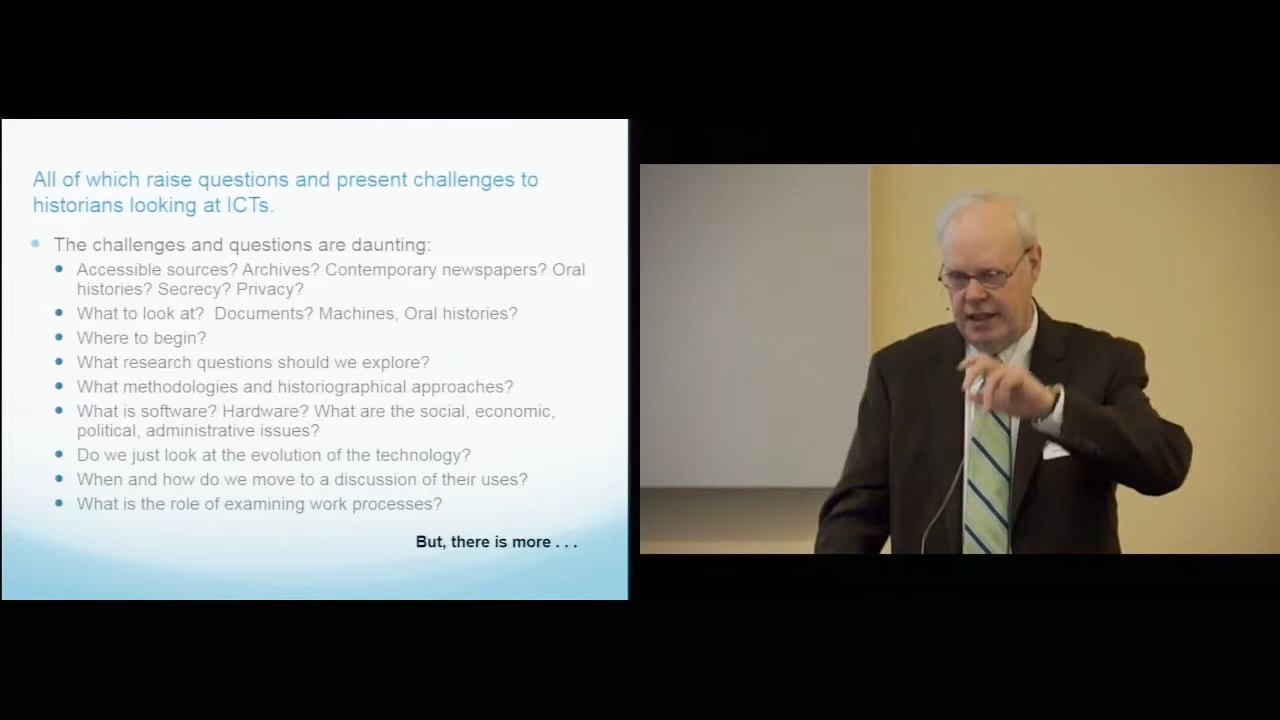 All of which raise questions and present challenges to
historians looking at ICTs.
The challenges and questions are daunting:
Accessible sources? Archives? Contemporary newspapers? Oral
histories? Secrecy? Privacy?
What to look at?  Documents? Machines, Oral histories?
Where to begin?
What research questions should we explore?
What methodologies and historiographical approaches?
What is software? Hardware? What are the social, economic,
political, administrative issues?
Do we just look at the evolution of the technology?
When and how do we move to a discussion of their uses?
What is the role of examining work processes?
But, there is more . . .